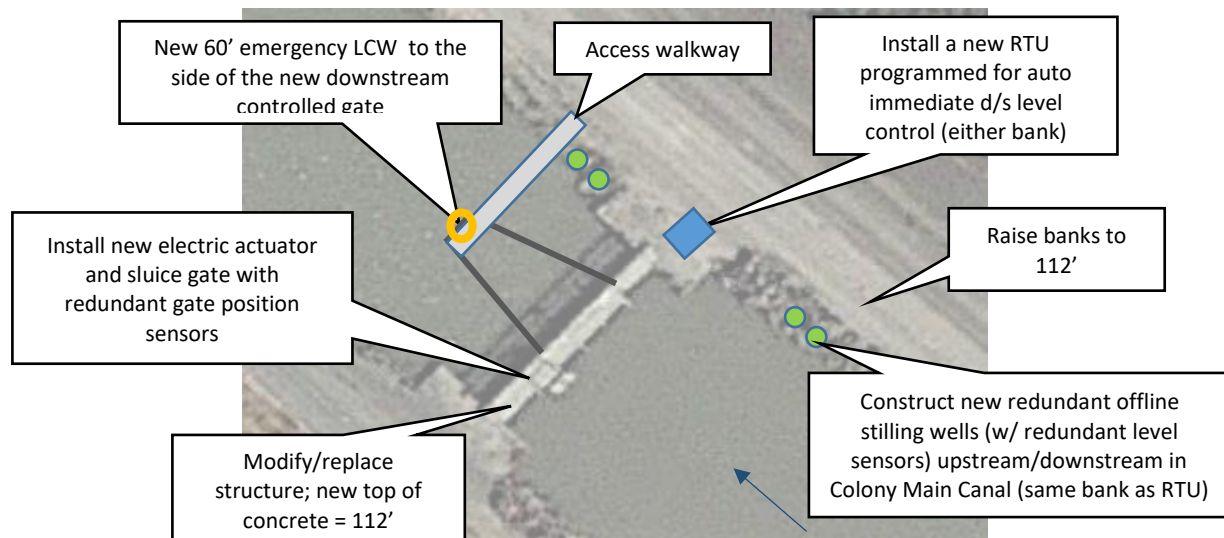 New 60’ emergency LCW to the
side of the new downstream
controlled gate
Access walkway
Install a new RTU
programmed for auto
immediate d/s level
control (either bank)
Install new electric actuator
and sluice gate with
redundant gate position
sensors
Raise banks to
112’
Modify/replace
structure; new top of
concrete = 112’
Construct new redundant offline
stilling wells (w/ redundant level
sensors) upstream/downstream in
Colony Main Canal (same bank as RTU)